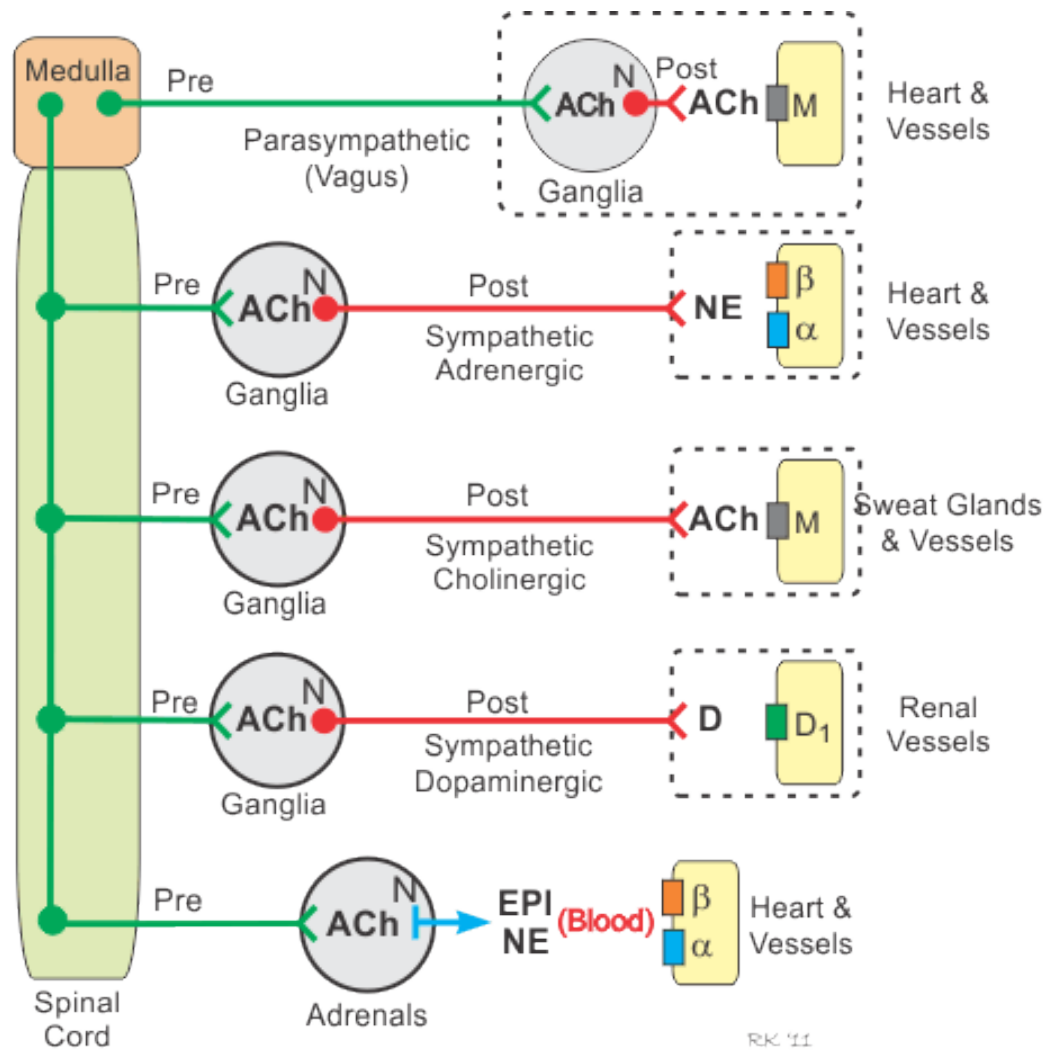 Medulla
Pre
Parasympathetic
(Vagus)
N
ACh
Ganglia
Post
ACh
M
Heart &
Vessels
Pre
N
ACh
Ganglia
Post
Sympathetic
Adrenergic
NE
β
α
Heart &
Vessels
Pre
N
ACh
Ganglia
Post
Sympathetic
Cholinergic
ACh
M
Sweat Glands
& Vessels
Pre
N
ACh
Ganglia
Post
Sympathetic
Dopaminergic
D
D1
Renal
Vessels
Pre
N
ACh
Adrenals
EPI
NE
(Blood)
β
α
Heart &
Vessels
Spinal
Cord
RK '11